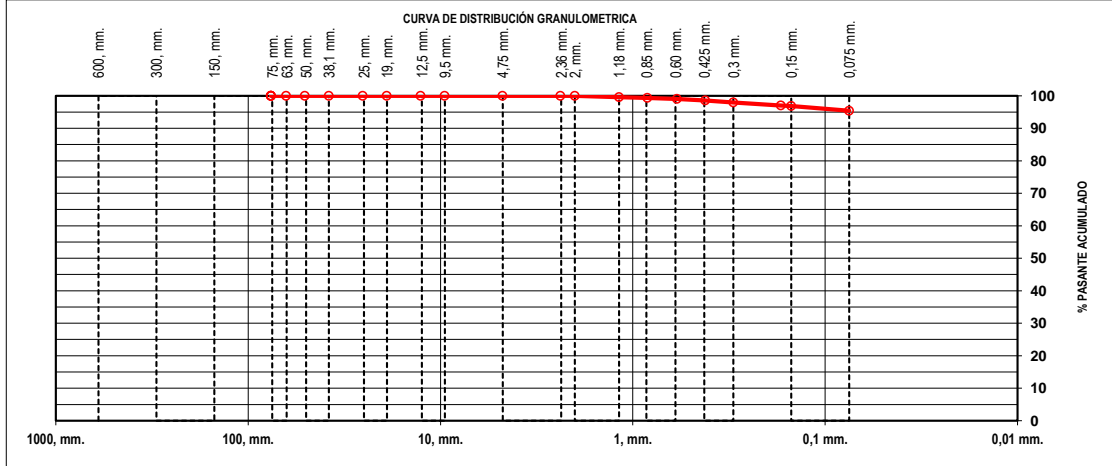 CURVA DE DISTRIBUCIÓN GRANULOMETRICA
600, mm.
300, mm.
150, mm.
75, mm.
63, mm.
50, mm.
38,1 mm.
25, mm.
19, mm.
12,5 mm.
9,5 mm.
4,75 mm.
2,36 mm.
2, mm.
1,18 mm.
0,85 mm.
0,60 mm.
0,425 mm.
0,3 mm.
0,15 mm.
0,075 mm.
100
90
80
70
60
50
40
30
20
10
0
% PASANTE ACUMULADO
1000, mm.
100, mm.
10, mm.
1, mm.
0,1 mm.
0,01 mm.